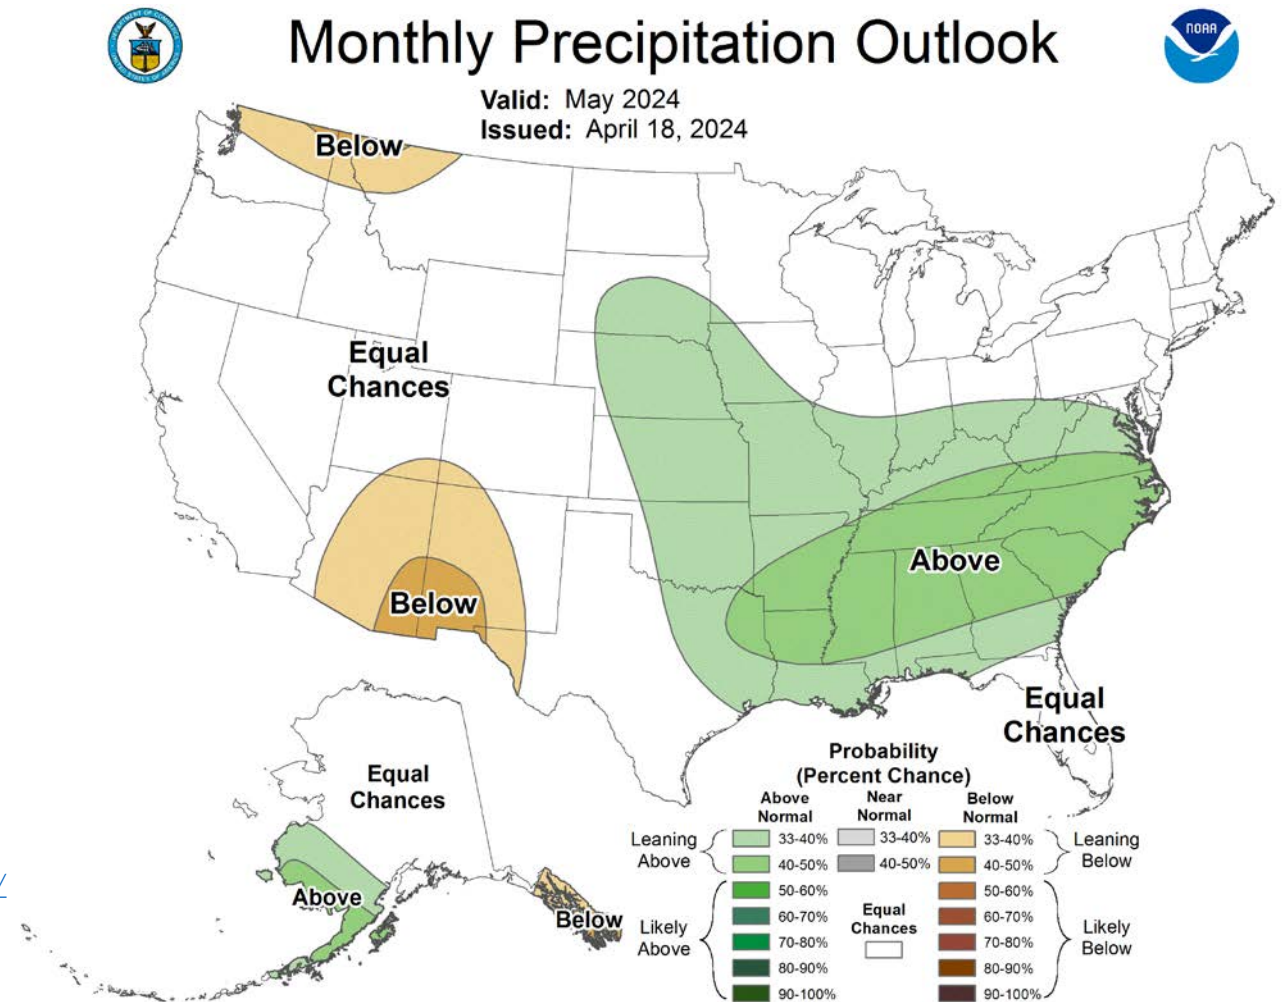 Monthly Precipitation Outlook
NOAA
Valid: May 2024
Issued: April 18, 2024
Below
Equal
Chances
Below
Above
Equal
Chances
Equal
Chances
Above
Below
Probability
(Percent Chance)
Above
Normal
Near
Normal
Below
Normal
Leaning
Above
33-40%
40-50%
50-60%
60-70%
70-80%
80-90%
90-100%
Likely
Above
33-40%
40-50%
Equal
Chances
33-40%
40-50%
50-60%
60-70%
70-80%
80-90%
90-100%
Leaning
Below
Likely
Below
/